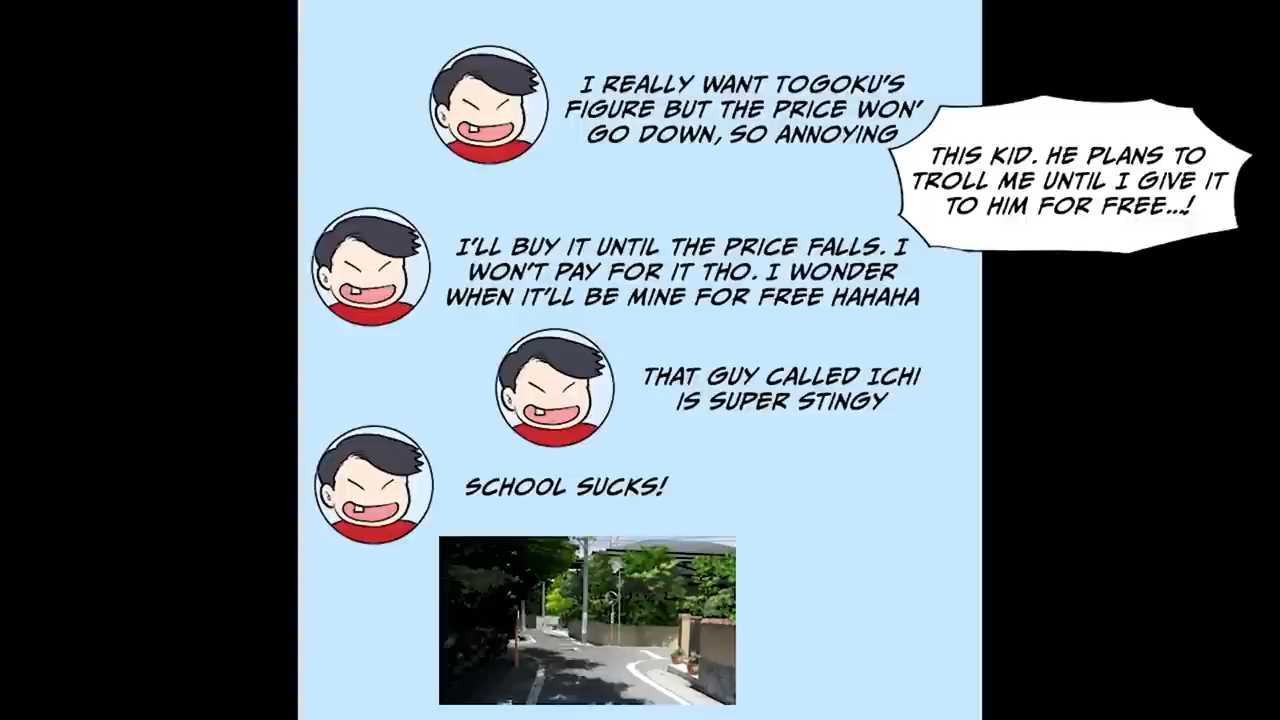 I REALLY WANT TOGOKU'S
FIGURE BUT THE PRICE WON'
GO DOWN, SO ANNOYING
THIS KID. HE PLANS TO
TROLL ME UNTIL I GIVE IT
TO HIM FOR FREE...!
I'LL BUY IT UNTIL THE PRICE FALLS. I
WON'T PAY FOR IT THO. I WONDER
WHEN IT'LL BE MINE FOR FREE HAHAHA
THAT GUY CALLED ICHI
IS SUPER STINGY
SCHOOL SUCKS!